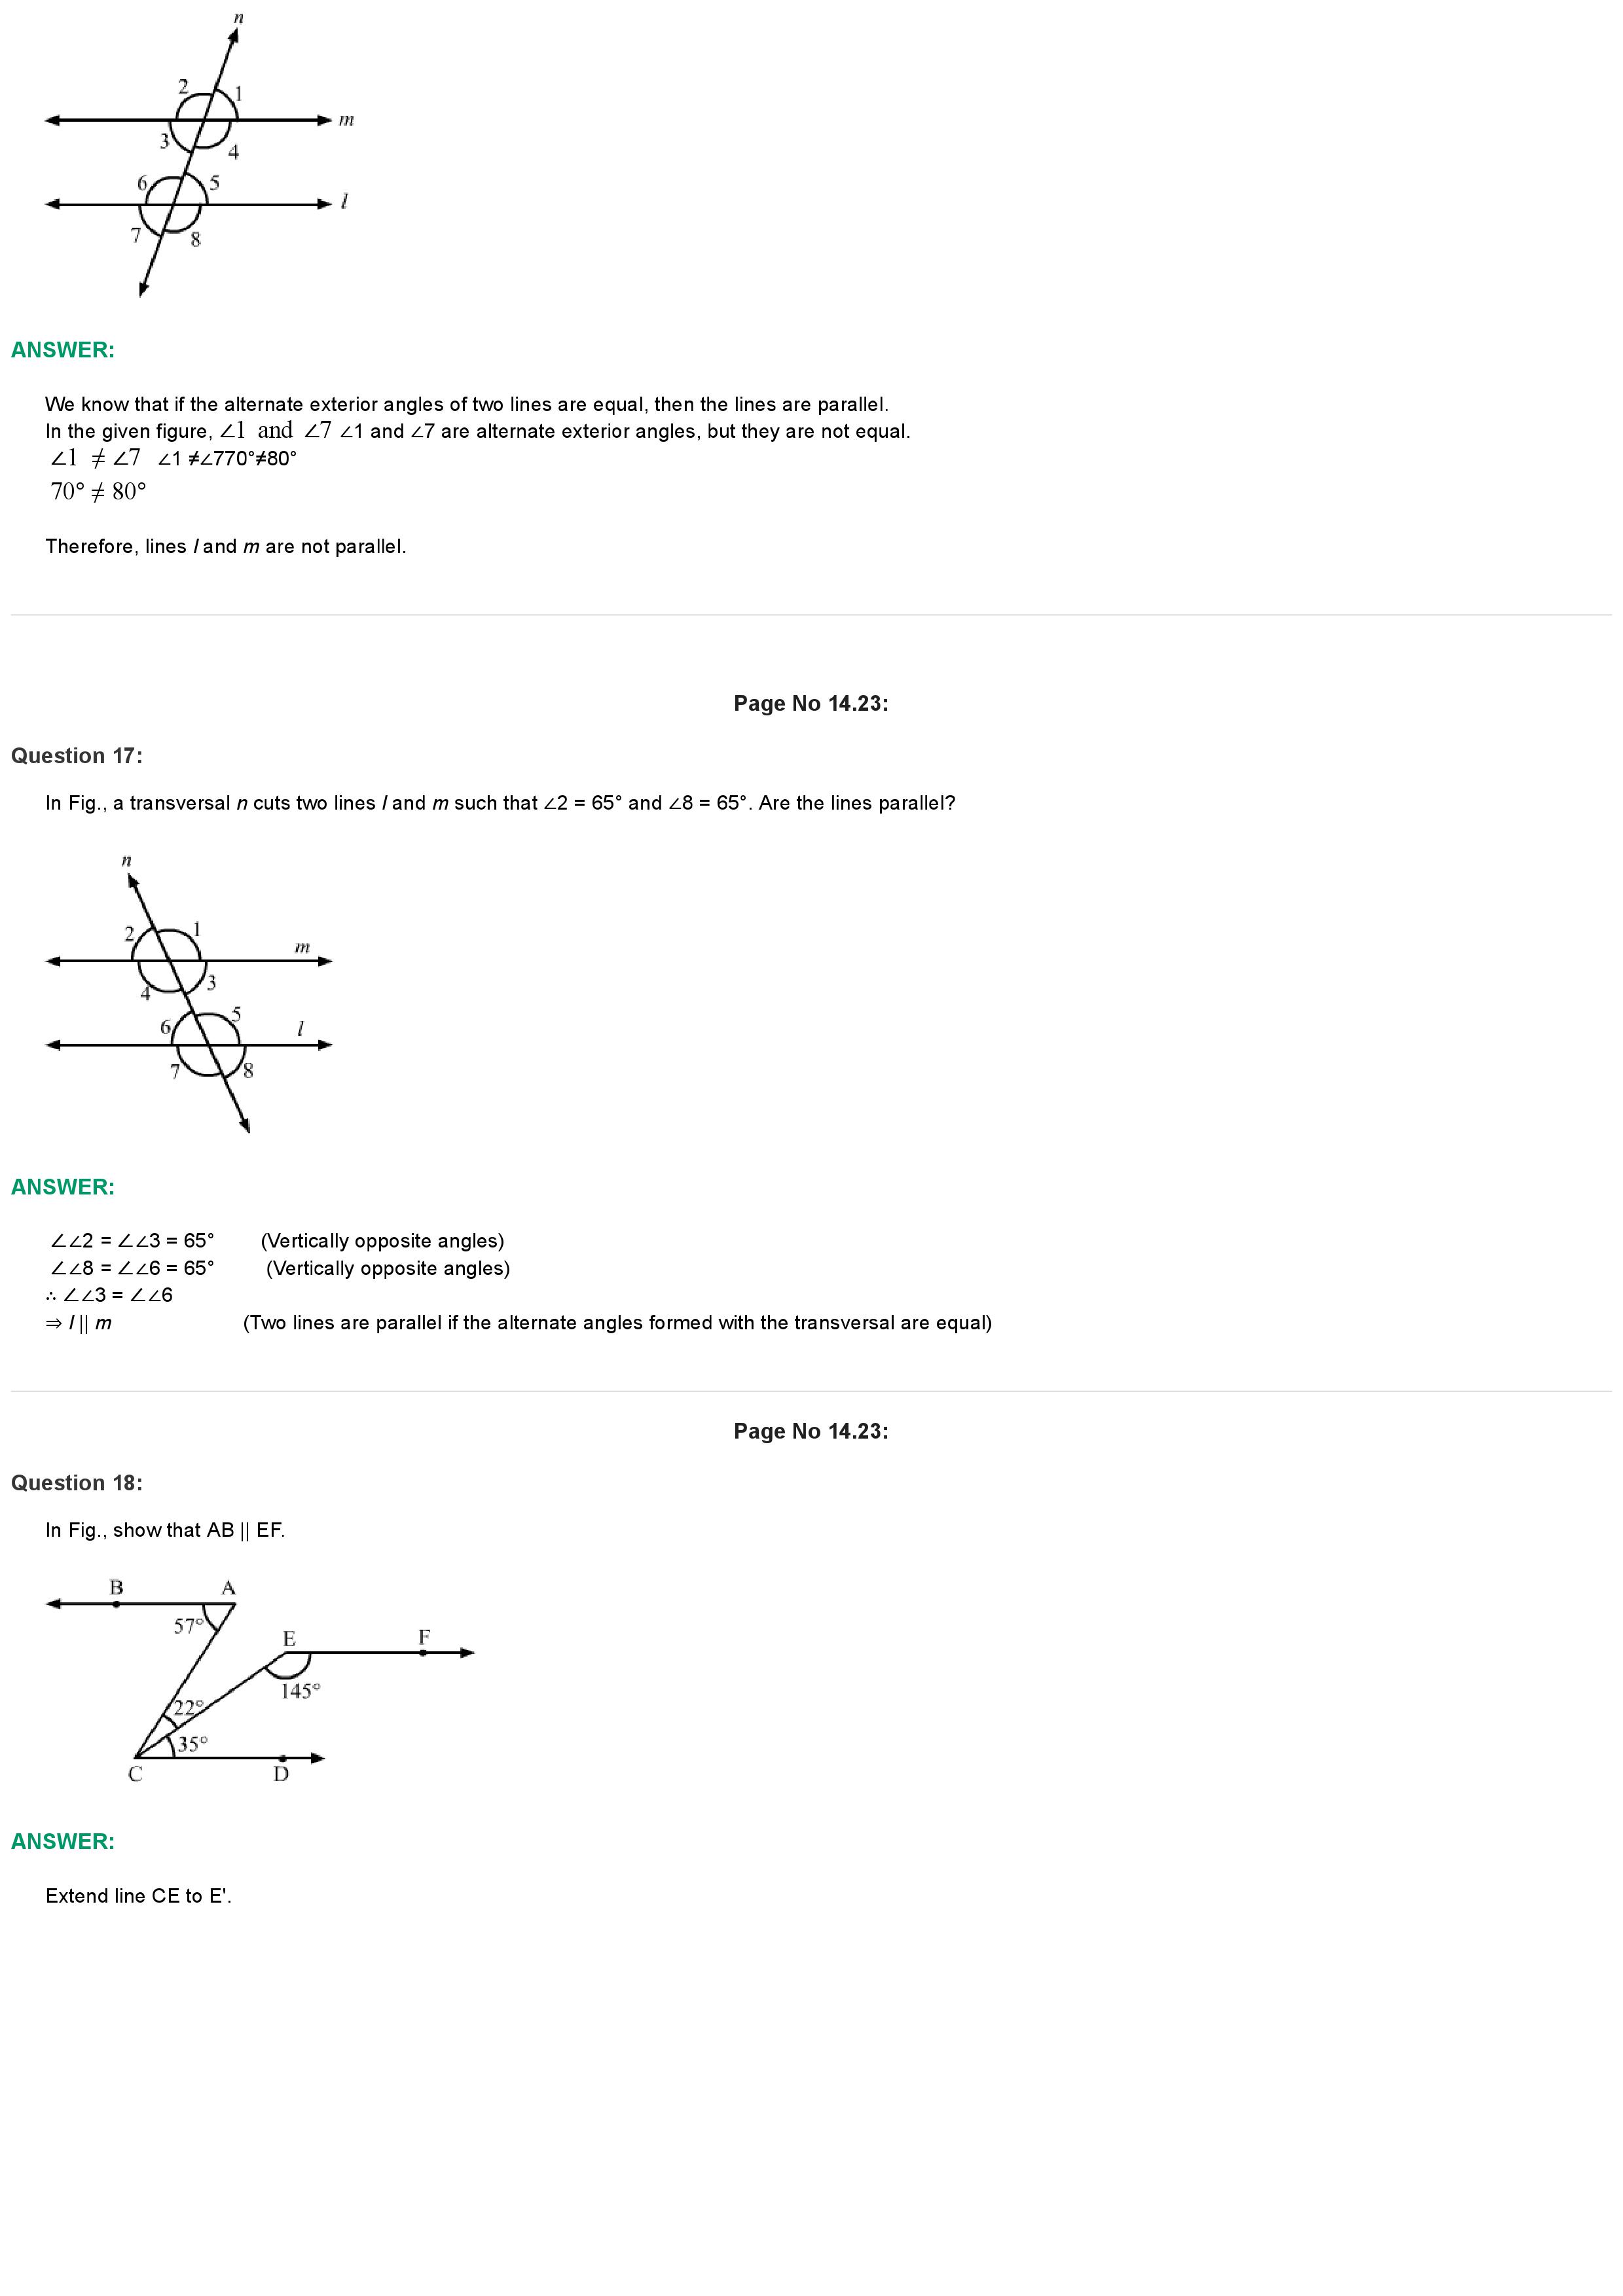 n
2
1
m
3
4
6
5
l
7
8
ANSWER:
We know that if the alternate exterior angles of two lines are equal, then the lines are parallel.
In the given figure, ∠1 and ∠7 ∠1 and ∠7 are alternate exterior angles, but they are not equal.
∠1 ≠ ∠7 ∠1 ≠∠770°≠80°
70° ≠ 80°
Therefore, lines l and m are not parallel.
Page No 14.23:
Question 17:
In Fig., a transversal n cuts two lines l and m such that ∠2 = 65° and ∠8 = 65°. Are the lines parallel?
n
2
1
m
3
4
5
6
l
7
8
ANSWER:
∠∠2 = ∠∠3 = 65° (Vertically opposite angles)
∠∠8 = ∠∠6 = 65° (Vertically opposite angles)
∴ ∠∠3 = ∠∠6
⇒ l || m (Two lines are parallel if the alternate angles formed with the transversal are equal)
Page No 14.23:
Question 18:
In Fig., show that AB || EF.
B A
57°
E F
145°
22°
35°
C D
ANSWER:
Extend line CE to E'.